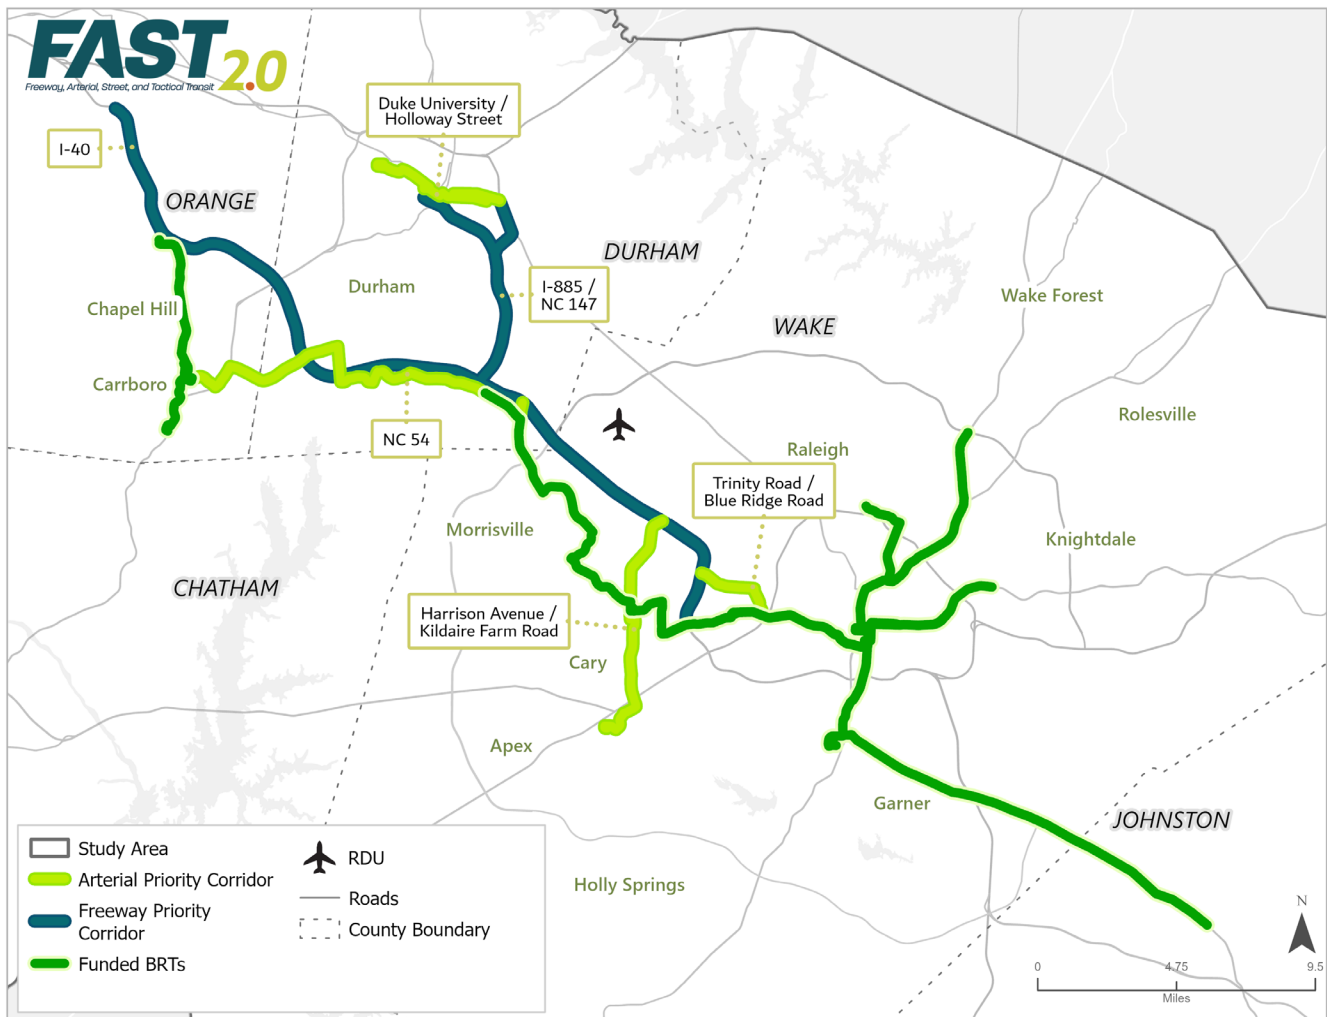 FAST 2.0
Freeway, Arterial, Street, and Tactical Transit
Duke University /
Holloway Street
I-40
ORANGE
DURHAM
Durham
I-885 /
NC 147
Wake Forest
Chapel Hill
WAKE
Carrboro
Rolesville
NC 54
Raleigh
Trinity Road /
Blue Ridge Road
Morrisville
Knightdale
CHATHAM
Harrison Avenue /
Kildaire Farm Road
Cary
Apex
Garner
JOHNSTON
Holly Springs
Study Area
Arterial Priority Corridor
Freeway Priority
Corridor
Funded BRTs
RDU
Roads
County Boundary
N
0 4.75 9.5
Miles